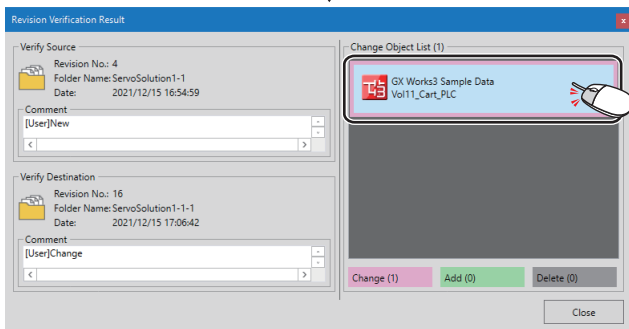 Revision Verification Result
x
Verify Source
Revision No.: 4
Folder Name: ServoSolution1-1
Date: 2021/12/15 16:54:59
Comment
[User]New
Verify Destination
Revision No.: 16
Folder Name: ServoSolution1-1-1
Date: 2021/12/15 17:06:42
Comment
[User]Change
Change Object List (1)
GX Works3 Sample Data
Vol11_Cart_PLC
Change (1)
Add (0)
Delete (0)
Close